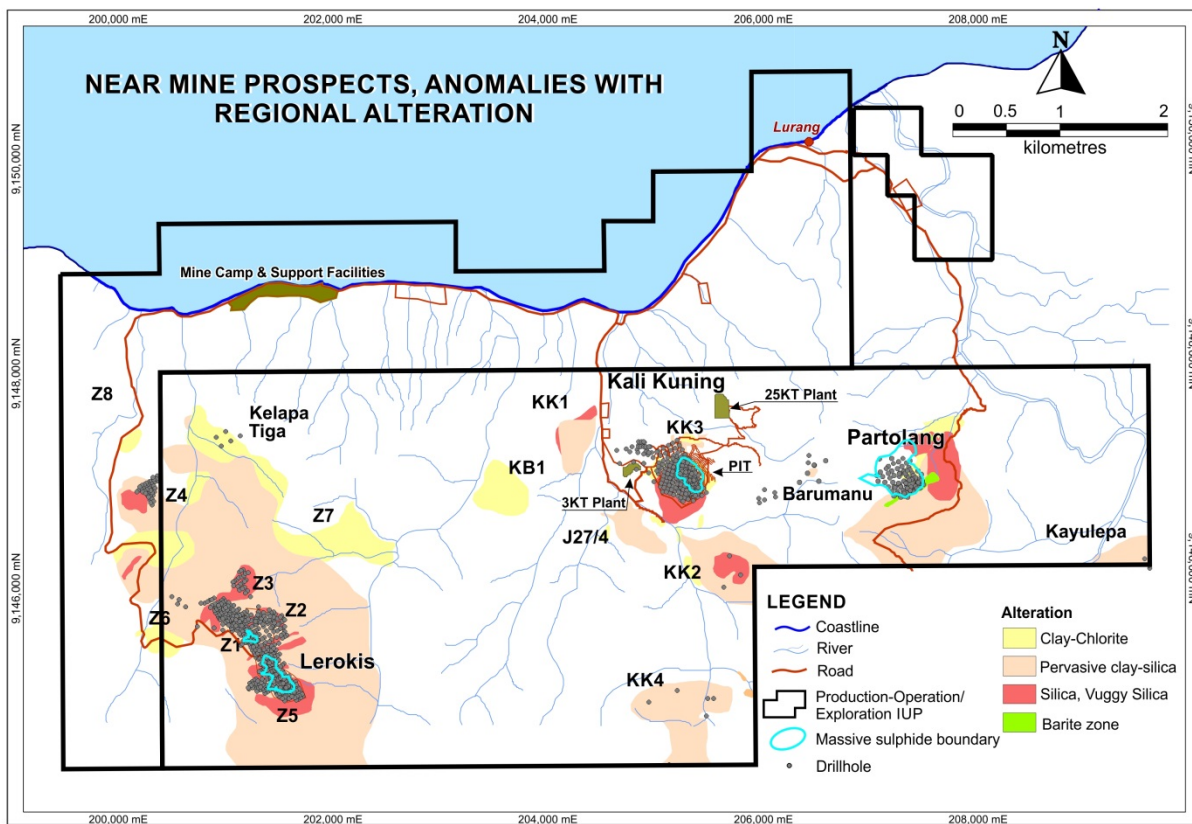 200,000 mE 202,000 mE 204,000 mE 206,000 mE 208,000 mE
NEAR MINE PROSPECTS, ANOMALIES WITH
REGIONAL ALTERATION
N
0 0.5 1 2
kilometres
Lurang
9,150,000 mN
Mine Camp & Support Facilities
9,148,000 mN
Z8
Kelapa
Tiga
KK1
Kali Kuning
25KT Plant
KK3
Partolang
KB1
PIT
Z4
3KT Plant
Barumanu
Z7
J27/4
Kayulepa
KK2
9,146,000 mN
Z3
Z6
Z2
Z1
Lerokis
KK4
Z5
LEGEND
Coastline
River
Road
Production-Operation/
Exploration IUP
Massive sulphide boundary
Drillhole
Alteration
Clay-Chlorite
Pervasive clay-silica
Silica, Vuggy Silica
Barite zone
200,000 mE 202,000 mE 204,000 mE 206,000 mE 208,000 mE